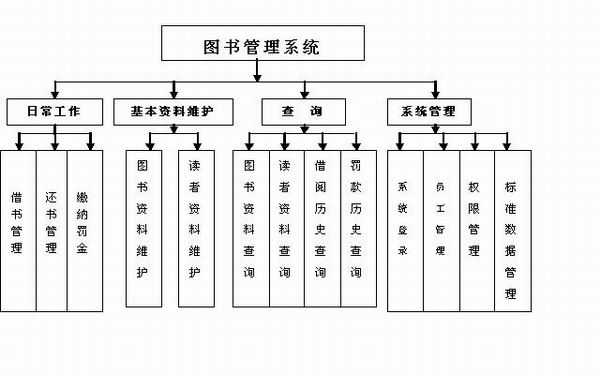 图书管理系统
日常工作
基本资料维护
查 询
系统管理
借书管理
还书管理
缴纳罚金
图书资料维护
读者资料维护
图书资料查询
读者资料查询
借阅历史查询
罚款历史查询
系统登录
员工管理
权限管理
标准数据管理